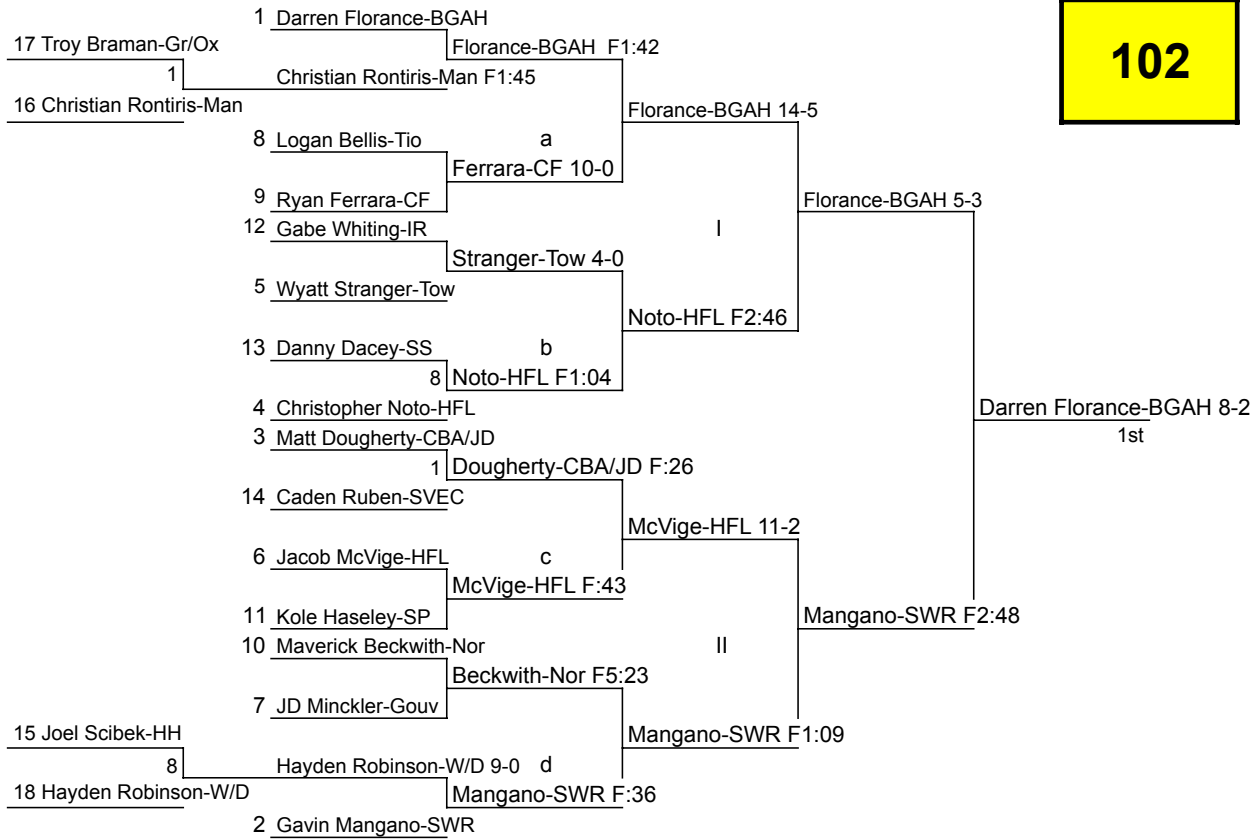 1 Darren Florance-BGAH
102
17 Troy Braman-Gr/Ox
Florance-BGAH F1:42
1
Christian Rontiris-Man F1:45
16 Christian Rontiris-Man
Florance-BGAH 14-5
8 Logan Bellis-Tio
a
Ferrara-CF 10-0
9 Ryan Ferrara-CF
Florance-BGAH 5-3
12 Gabe Whiting-IR
I
Stranger-Tow 4-0
5 Wyatt Stranger-Tow
Noto-HFL F2:46
13 Danny Dacey-SS
b
8 Noto-HFL F1:04
4 Christopher Noto-HFL
Darren Florance-BGAH 8-2
1st
3 Matt Dougherty-CBA/JD
1 Dougherty-CBA/JD F:26
14 Caden Ruben-SVEC
McVige-HFL 11-2
6 Jacob McVige-HFL
c
McVige-HFL F:43
11 Kole Haseley-SP
Mangano-SWR F2:48
10 Maverick Beckwith-Nor
II
Beckwith-Nor F5:23
7 JD Minckler-Gouv
15 Joel Scibek-HH
Mangano-SWR F1:09
8
Hayden Robinson-W/D 9-0
d
18 Hayden Robinson-W/D
Mangano-SWR F:36
2 Gavin Mangano-SWR